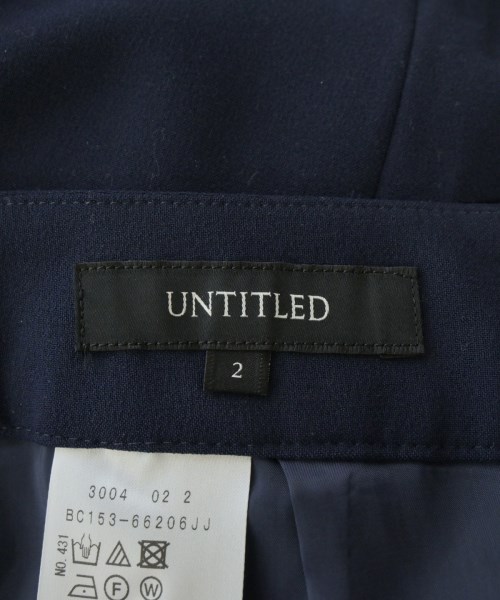 UNTITLED
2
3004 02 2
BC153-66206JJ
NO. 431
F W